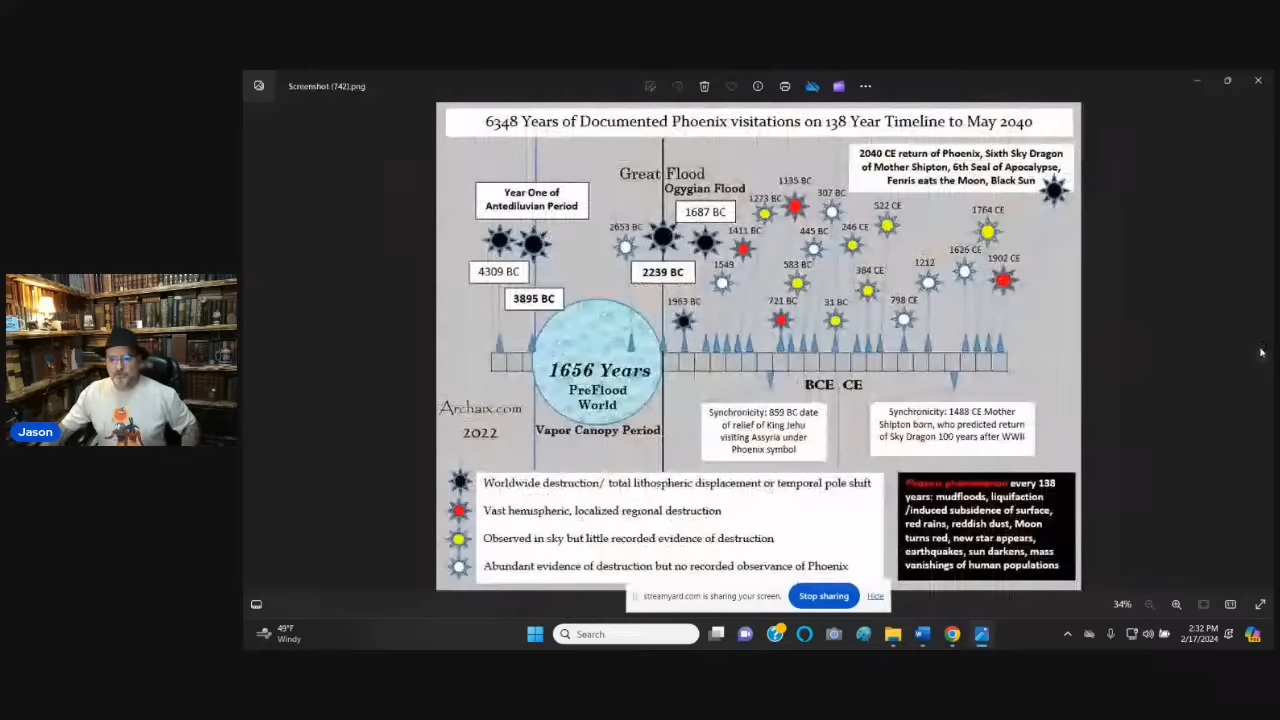 Screenshot (742).png
6348 Years of Documented Phoenix visitations on 138 Year Timeline to May 2040
2040 CE return of Phoenix, Sixth Sky Dragon
of Mother Shipton, 6th Seal of Apocalypse,
Fenris eats the Moon, Black Sun
Great Flood
Ogygian Flood
Year One of
Antediluvian Period
1687 BC
2653 BC
1411 BC
1273 BC
1135 BC
307 BC
445 BC
246 CE
522 CE
1764 CE
1626 CE
1902 CE
4309 BC
3895 BC
2239 BC
1549
583 BC
384 CE
1212
1963 BC
721 BC
31 BC
798 CE
1656 Years
PreFlood
World
Vapor Canopy Period
BCE CE
Archaix.com
2022
Synchronicity: 859 BC date
of relief of King Jehu
visiting Assyria under
Phoenix symbol
Synchronicity: 1488 CE Mother
Shipton born, who predicted return
of Sky Dragon 100 years after WWII
Worldwide destruction/ total lithospheric displacement or temporal pole shift
Vast hemispheric, localized regional destruction
Observed in sky but little recorded evidence of destruction
Abundant evidence of destruction but no recorded observance of Phoenix
Phoenix phenomenon every 138
years: mudfloods, liquifaction
/induced subsidence of surface,
red rains, reddish dust, Moon
turns red, new star appears,
earthquakes, sun darkens, mass
vanishings of human populations
Jason
streamyard.com is sharing your screen.
Stop sharing
Hide
34%
49°F
Windy
Search
2:32 PM
2/17/2024